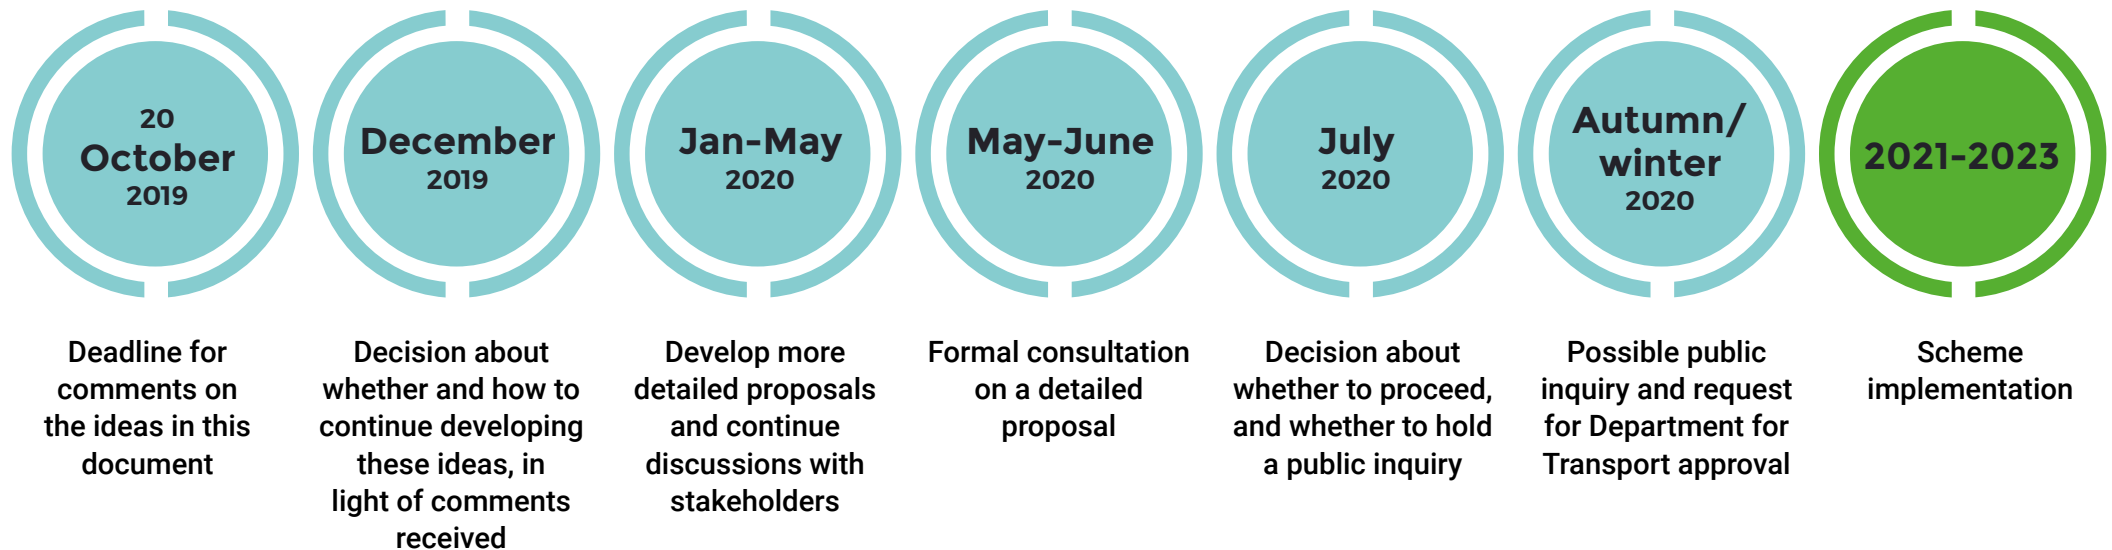 20
October
2019
Deadline for
comments on
the ideas in this
document
December
2019
Decision about
whether and how to
continue developing
these ideas, in
light of comments
received
Jan-May
2020
Develop more
detailed proposals
and continue
discussions with
stakeholders
May-June
2020
Formal consultation
on a detailed
proposal
July
2020
Decision about
whether to proceed,
and whether to hold
a public inquiry
Autumn/
winter
2020
Possible public
inquiry and request
for Department for
Transport approval
2021-2023
Scheme
implementation